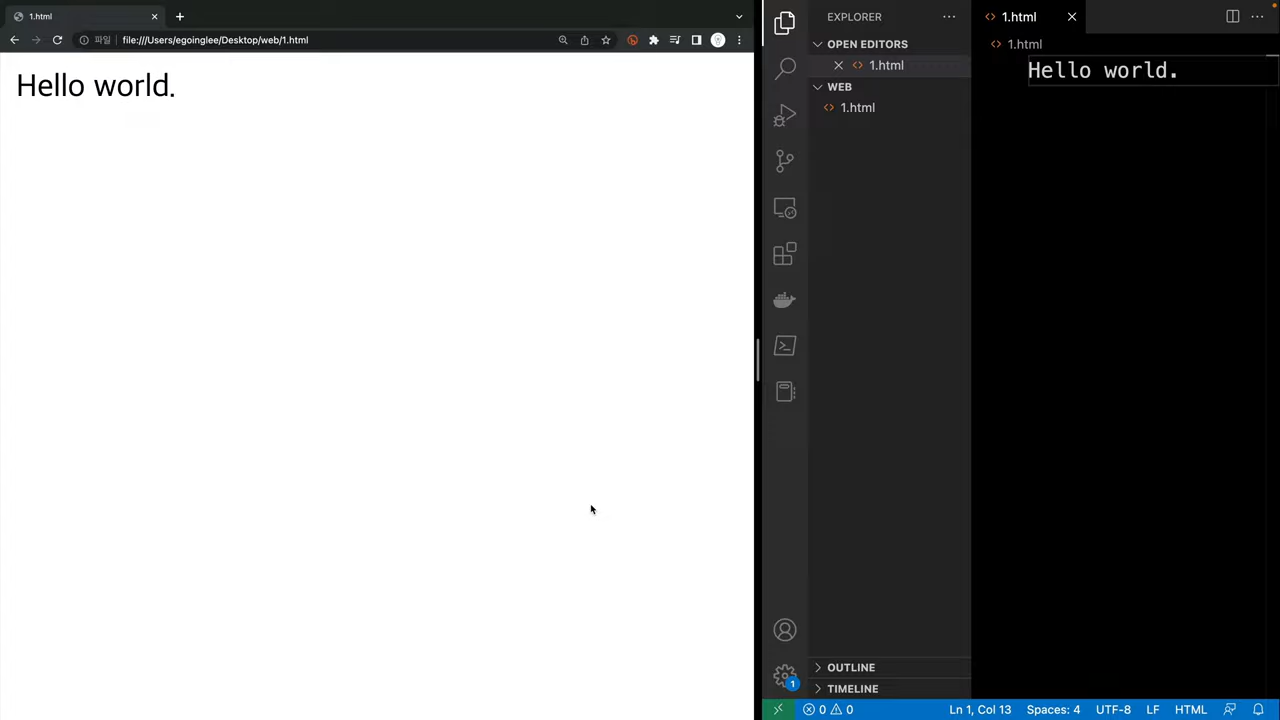 1.html
파일
file:///Users/egoinglee/Desktop/web/1.html
Hello world.
EXPLORER
OPEN EDITORS
1.html
WEB
1.html
OUTLINE
TIMELINE
1.html
1.html
Hello world.
1
0 0
Ln 1, Col 13
Spaces: 4
UTF-8
LF
HTML